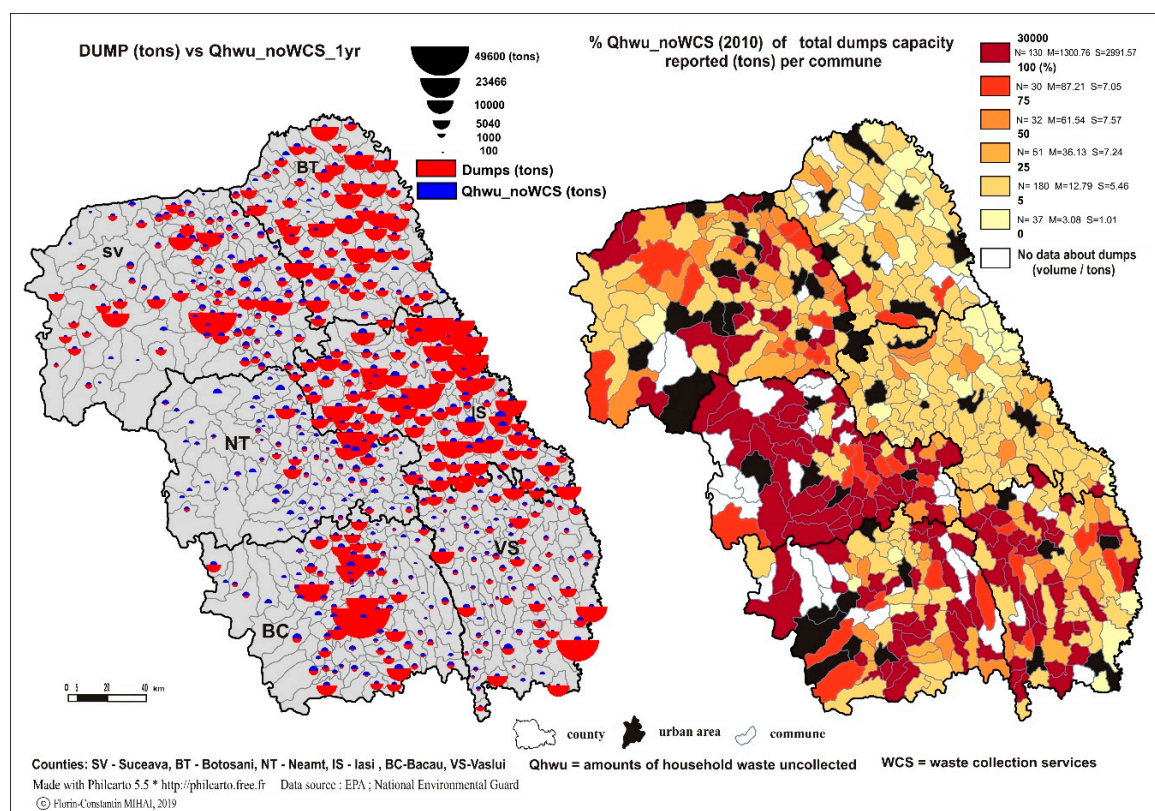 DUMP (tons) vs Qhwu_noWCS_1yr
49600 (tons)
23466
10000
5040
1000
100
Dumps (tons)
Qhwu_noWCS (tons)
BT
SV
IS
NT
VS
BC
0 5 20 40
km
% Qhwu_noWCS (2010) of total dumps capacity
reported (tons) per commune
30000
N= 130 M=1300.76 S=2991.57
100 (%)
N= 30 M=87.21 S=7.05
75
N= 32 M=61.54 S=7.57
50
N= 51 M=36.13 S=7.24
25
N= 180 M=12.79 S=5.46
5
N= 37 M=3.08 S=1.01
0
No data about dumps
(volume / tons)
county urban area commune
Counties: SV - Suceava, BT - Botosani, NT - Neamt, IS - Iasi , BC-Bacau, VS-Vaslui
Qhwu = amounts of household waste uncollected WCS = waste collection services
Made with Philcarto 5.5 * http://philcarto.free.fr Data source : EPA ; National Environmental Guard
© Florin-Constantin MIHAI, 2019